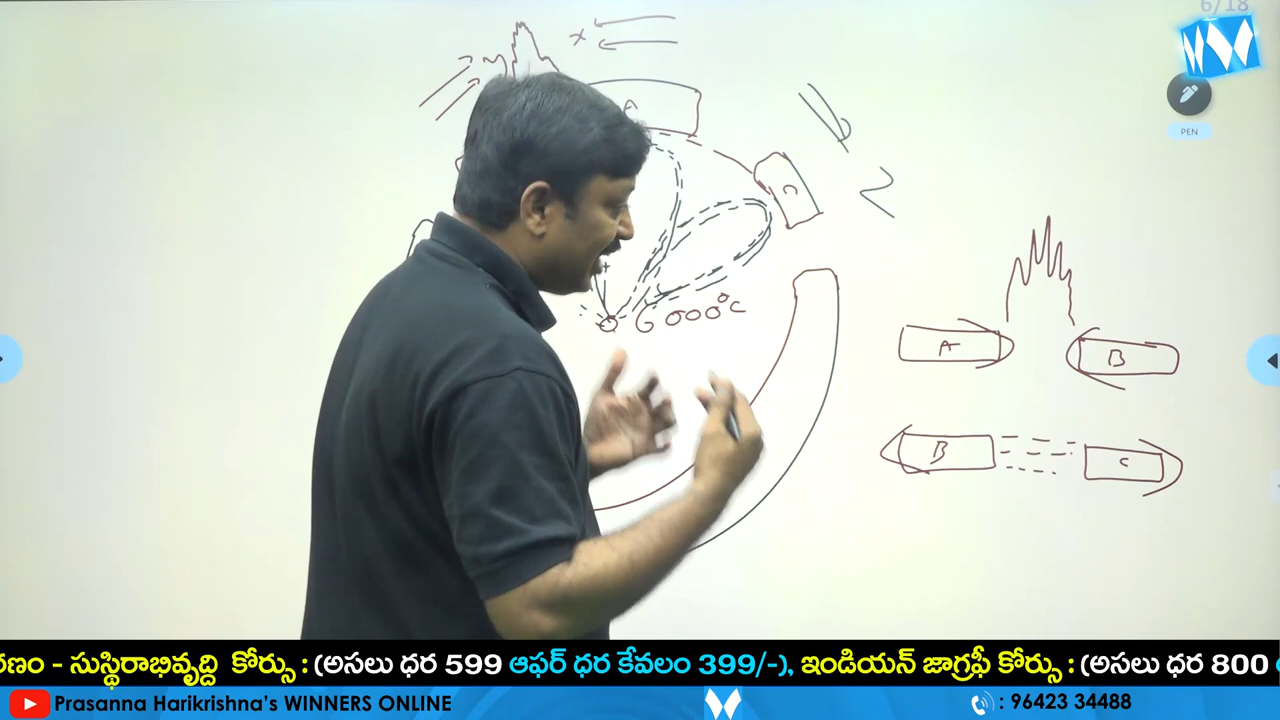 6/18
W
PEN
A
C
6000°C
A
B
B
C
రణం - సుస్థిరాభివృద్ది కోర్సు : (అసలు ధర 599 ఆఫర్ ధర కేవలం 399/-), ఇండియన్ జాగ్రఫీ కోర్సు : (అసలు ధర 800
Prasanna Harikrishna's WINNERS ONLINE
: 96423 34488